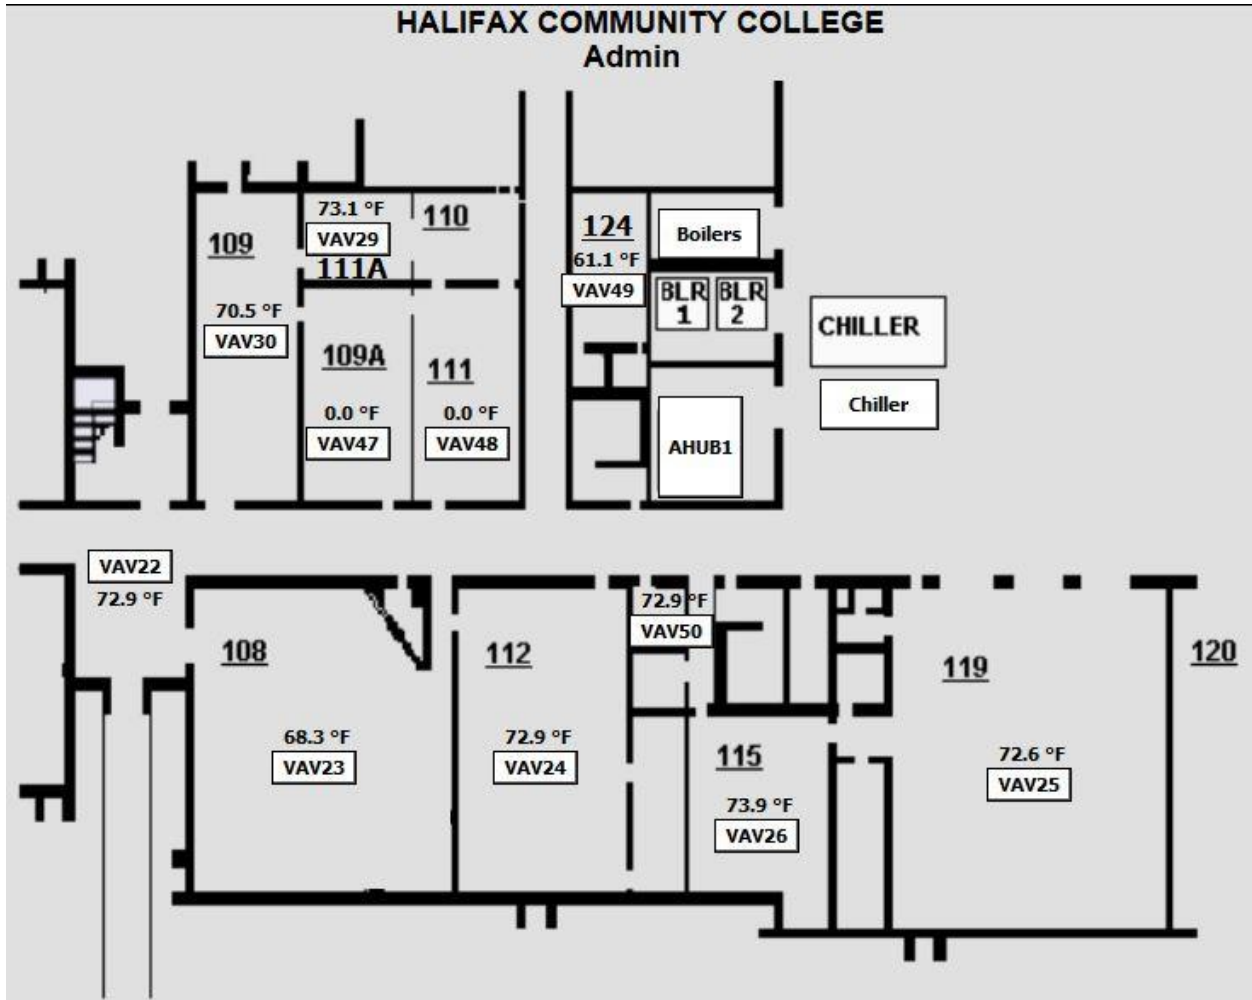 HALIFAX COMMUNITY COLLEGE
Admin
73.1 °F
VAV29
110
109
111A
124
61.1 °F
VAV49
Boilers
BLR
1
BLR
2
CHILLER
Chiller
70.5 °F
VAV30
109A
111
0.0 °F
VAV47
0.0 °F
VAV48
AHUB1
VAV22
72.9 °F
72.9 °F
VAV50
108
112
119
120
68.3 °F
VAV23
72.9 °F
VAV24
115
73.9 °F
VAV26
72.6 °F
VAV25